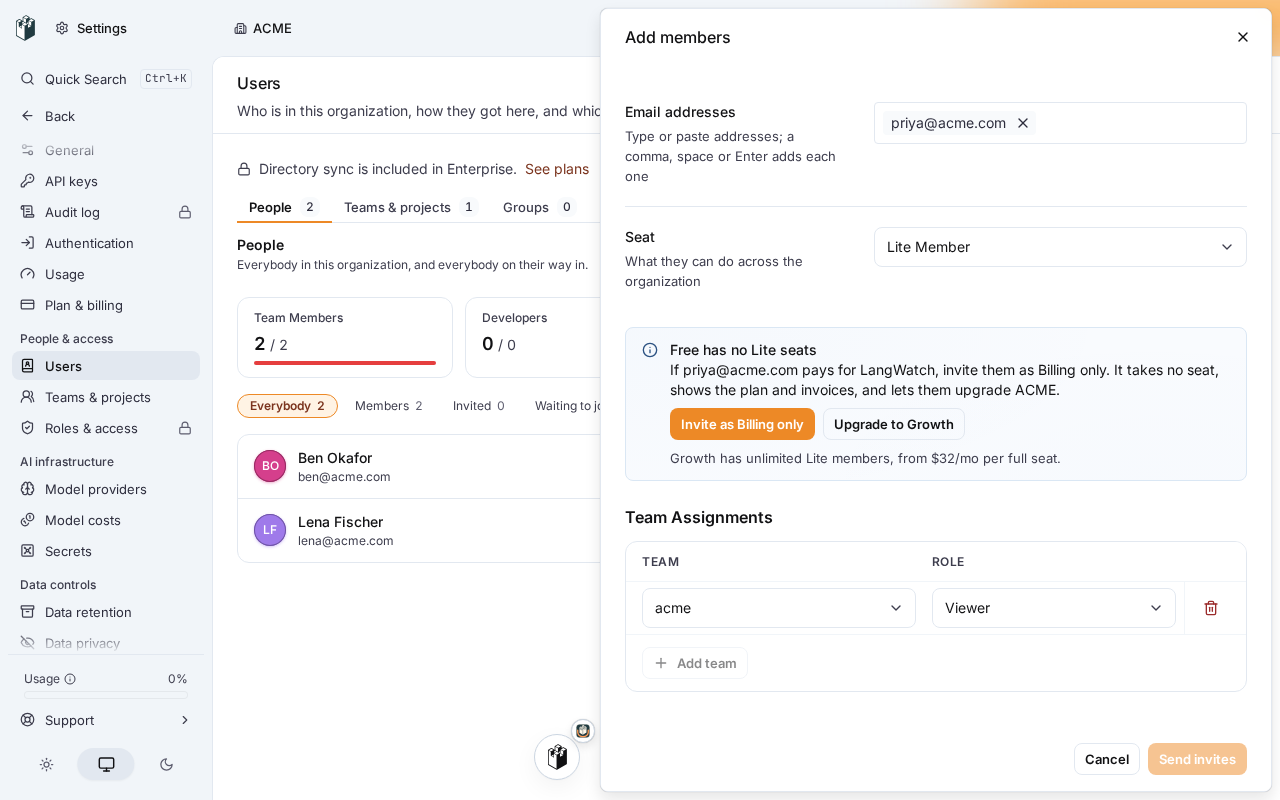 Settings
ACME
Quick Search
Ctrl+K
Back
General
API keys
Audit log
Authentication
Usage
Plan & billing
People & access
Users
Teams & projects
Roles & access
AI infrastructure
Model providers
Model costs
Secrets
Data controls
Data retention
Data privacy
Usage
0%
Support
Users
Who is in this organization, how they got here, and whic
Directory sync is included in Enterprise. See plans
People 2
Teams & projects 1
Groups 0
People
Everybody in this organization, and everybody on their way in.
Team Members
2 / 2
Developers
0 / 0
Everybody 2
Members 2
Invited 0
Waiting to jo
BO
Ben Okafor
ben@acme.com
LF
Lena Fischer
lena@acme.com
Add members
Email addresses
Type or paste addresses; a
comma, space or Enter adds each
one
priya@acme.com
Seat
What they can do across the
organization
Lite Member
Free has no Lite seats
If priya@acme.com pays for LangWatch, invite them as Billing only. It takes no seat,
shows the plan and invoices, and lets them upgrade ACME.
Invite as Billing only
Upgrade to Growth
Growth has unlimited Lite members, from $32/mo per full seat.
Team Assignments
TEAM
ROLE
acme
Viewer
Add team
Cancel
Send invites